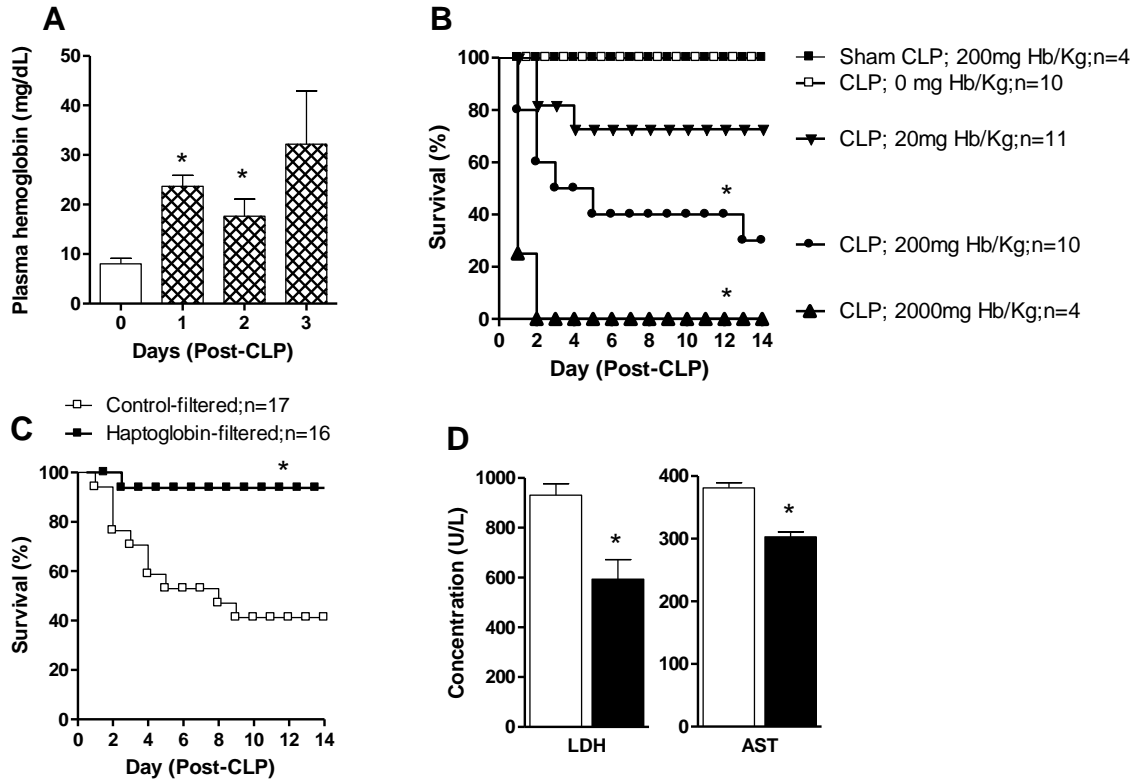 A
Plasma hemoglobin (mg/dL)
50
40
30
20
10
0
*
*
0 1 2 3
Days (Post-CLP)
B
Survival (%)
100
80
60
40
20
0
*
*
0 2 4 6 8 10 12 14
Day (Post-CLP)
Sham CLP; 200mg Hb/Kg;n=4
CLP; 0 mg Hb/Kg;n=10
CLP; 20mg Hb/Kg;n=11
CLP; 200mg Hb/Kg;n=10
CLP; 2000mg Hb/Kg;n=4
C
Control-filtered;n=17
Haptoglobin-filtered;n=16
Survival (%)
100
80
60
40
20
0
*
0 2 4 6 8 10 12 14
Day (Post-CLP)
D
Concentration (U/L)
1000
800
600
400
200
0
*
LDH
400
300
200
100
0
*
AST